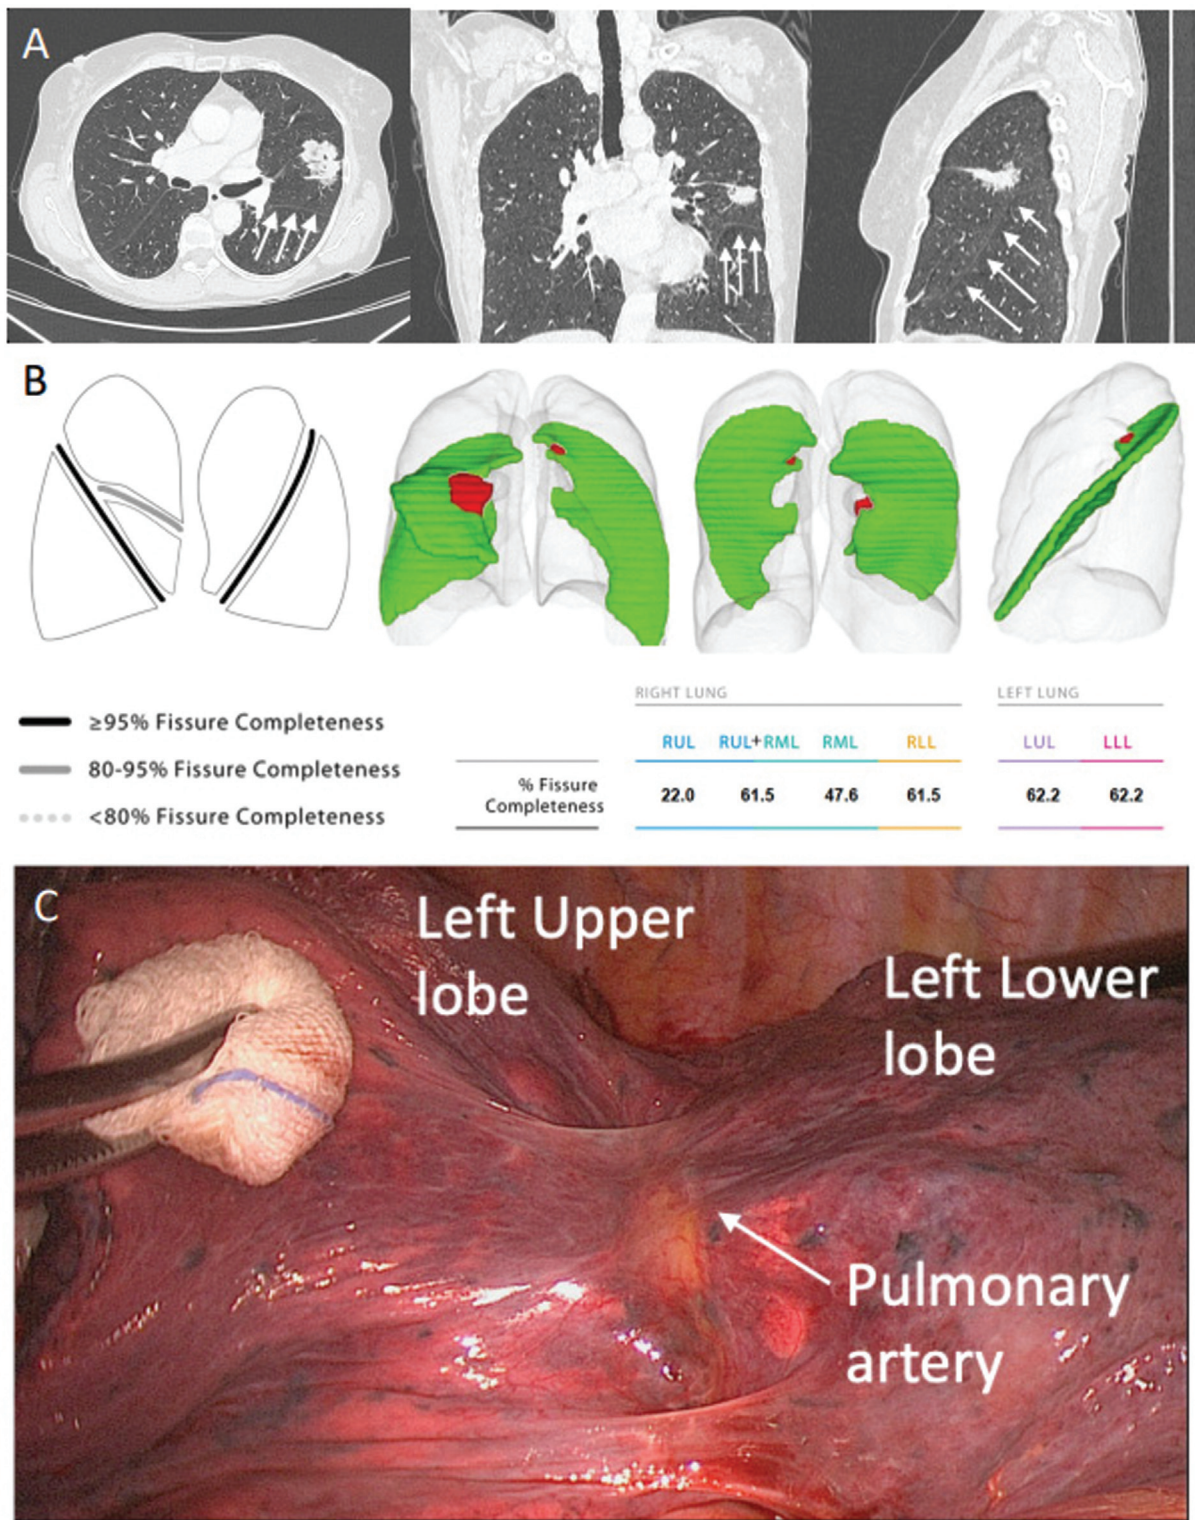 A
B
≥95% Fissure Completeness
80-95% Fissure Completeness
<80% Fissure Completeness
RIGHT LUNG
LEFT LUNG
RUL RUL+RML RML RLL LUL LLL
% Fissure
Completeness
22.0 61.5 47.6 61.5 62.2 62.2
C
Left Upper
lobe
Left Lower
lobe
Pulmonary
artery